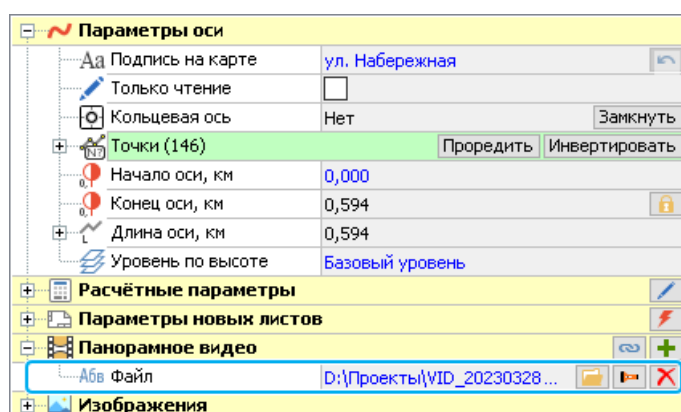 Параметры оси
Подпись на карте ул. Набережная
Только чтение
Кольцевая ось Нет Замкнуть
Точки (146) Проредить Инвертировать
Начало оси, км 0,000
Конец оси, км 0,594
Длина оси, км 0,594
Уровень по высоте Базовый уровень
Расчётные параметры
Параметры новых листов
Панорамное видео
Абв Файл D:\Проекты\VID_20230328...
Изображения